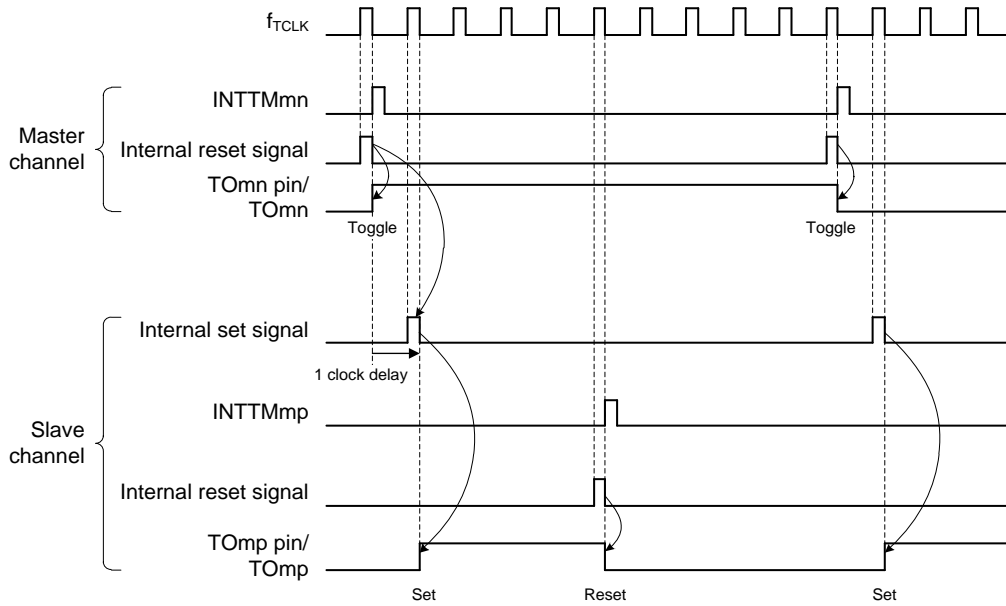 fTCLK
INTTMmn
Master
channel
Internal reset signal
TOmn pin/
TOmn
Toggle
Toggle
Internal set signal
1 clock delay
INTTMmp
Slave
channel
Internal reset signal
TOmp pin/
TOmp
Set
Reset
Set